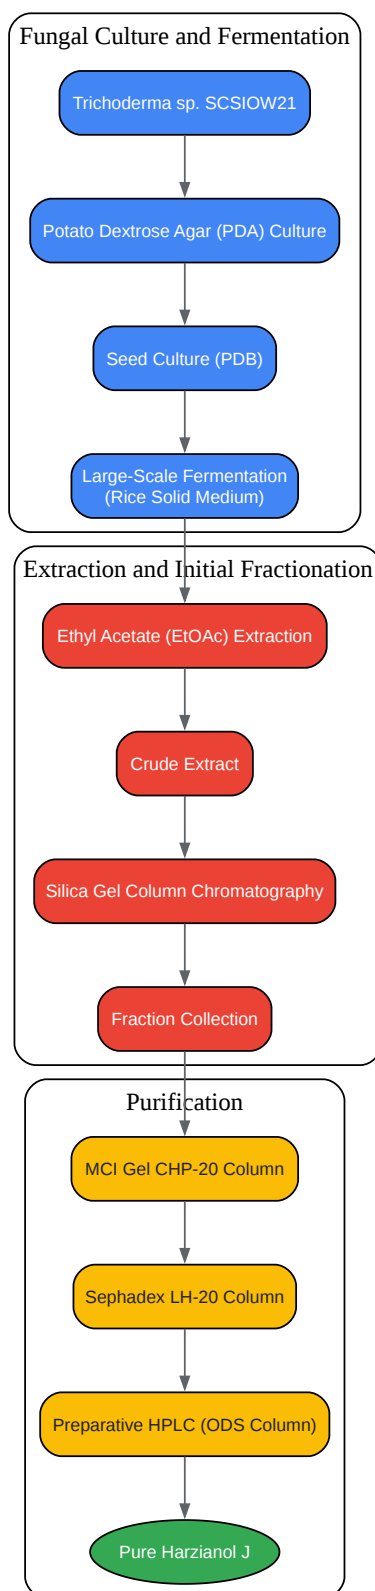 Fungal Culture and Fermentation
Trichoderma sp. SCSIOW21
Potato Dextrose Agar (PDA) Culture
Seed Culture (PDB)
Large-Scale Fermentation
(Rice Solid Medium)
Extraction and Initial Fractionation
Ethyl Acetate (EtOAc) Extraction
Crude Extract
Silica Gel Column Chromatography
Fraction Collection
Purification
MCI Gel CHP-20 Column
Sephadex LH-20 Column
Preparative HPLC (ODS Column)
Pure Harzianol J